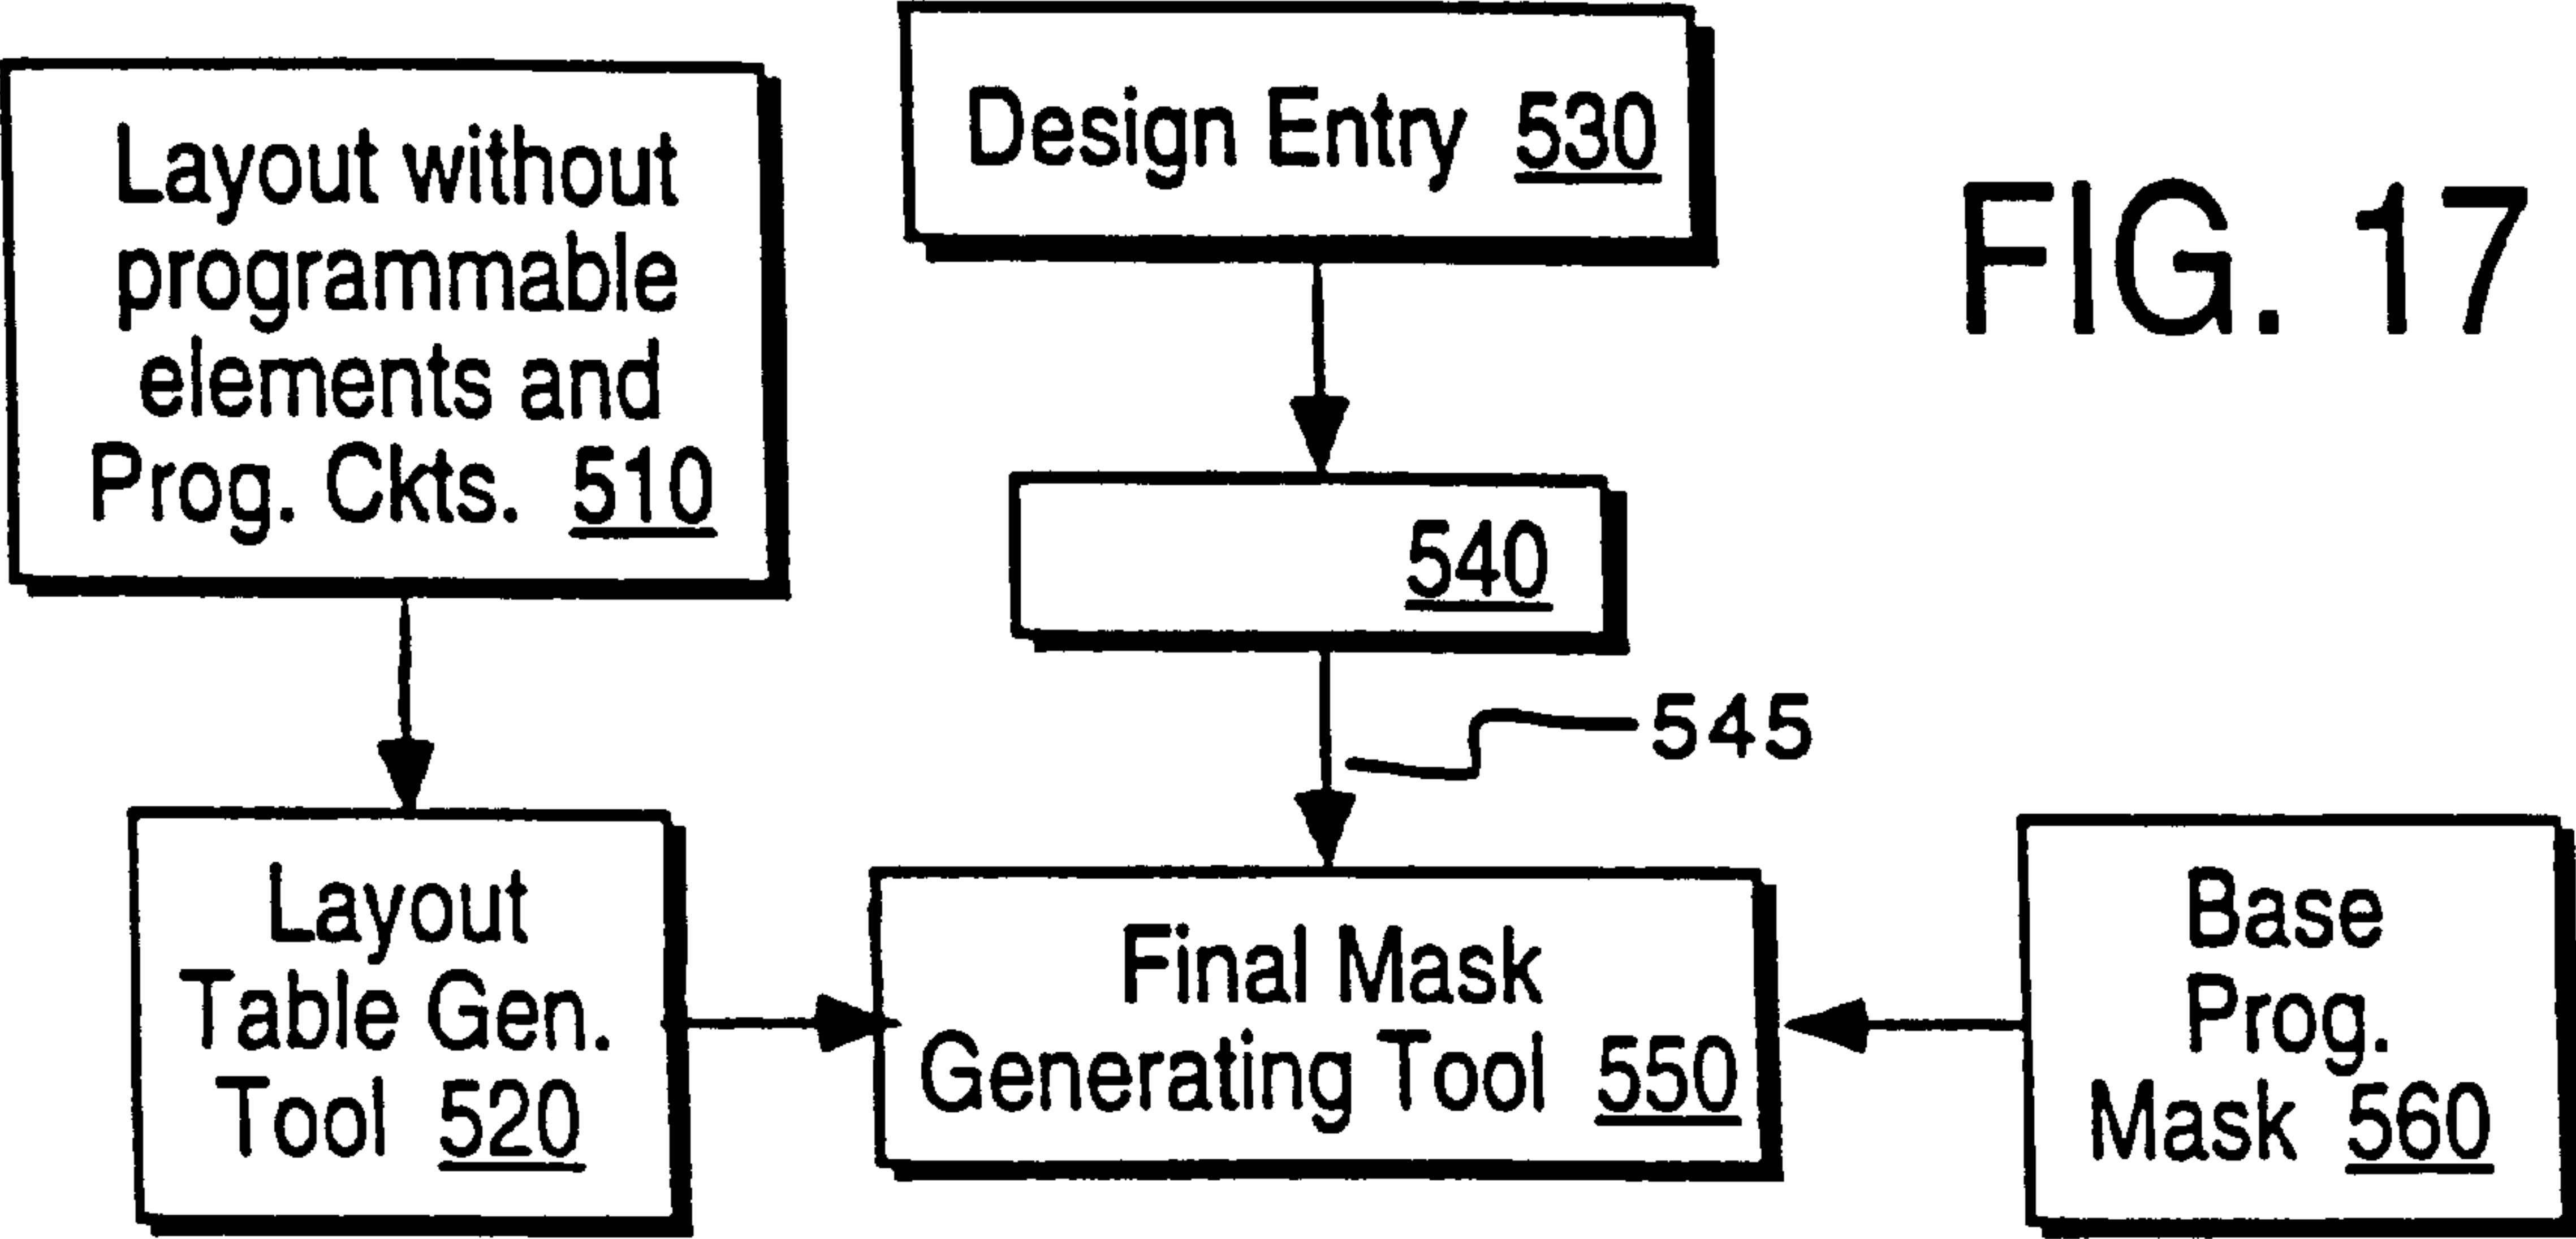 Layout without
programmable
elements and
Prog. Ckts. 510
Design Entry 530
FIG. 17
540
545
Layout
Table Gen.
Tool 520
Final Mask
Generating Tool 550
Base
Prog.
Mask 560